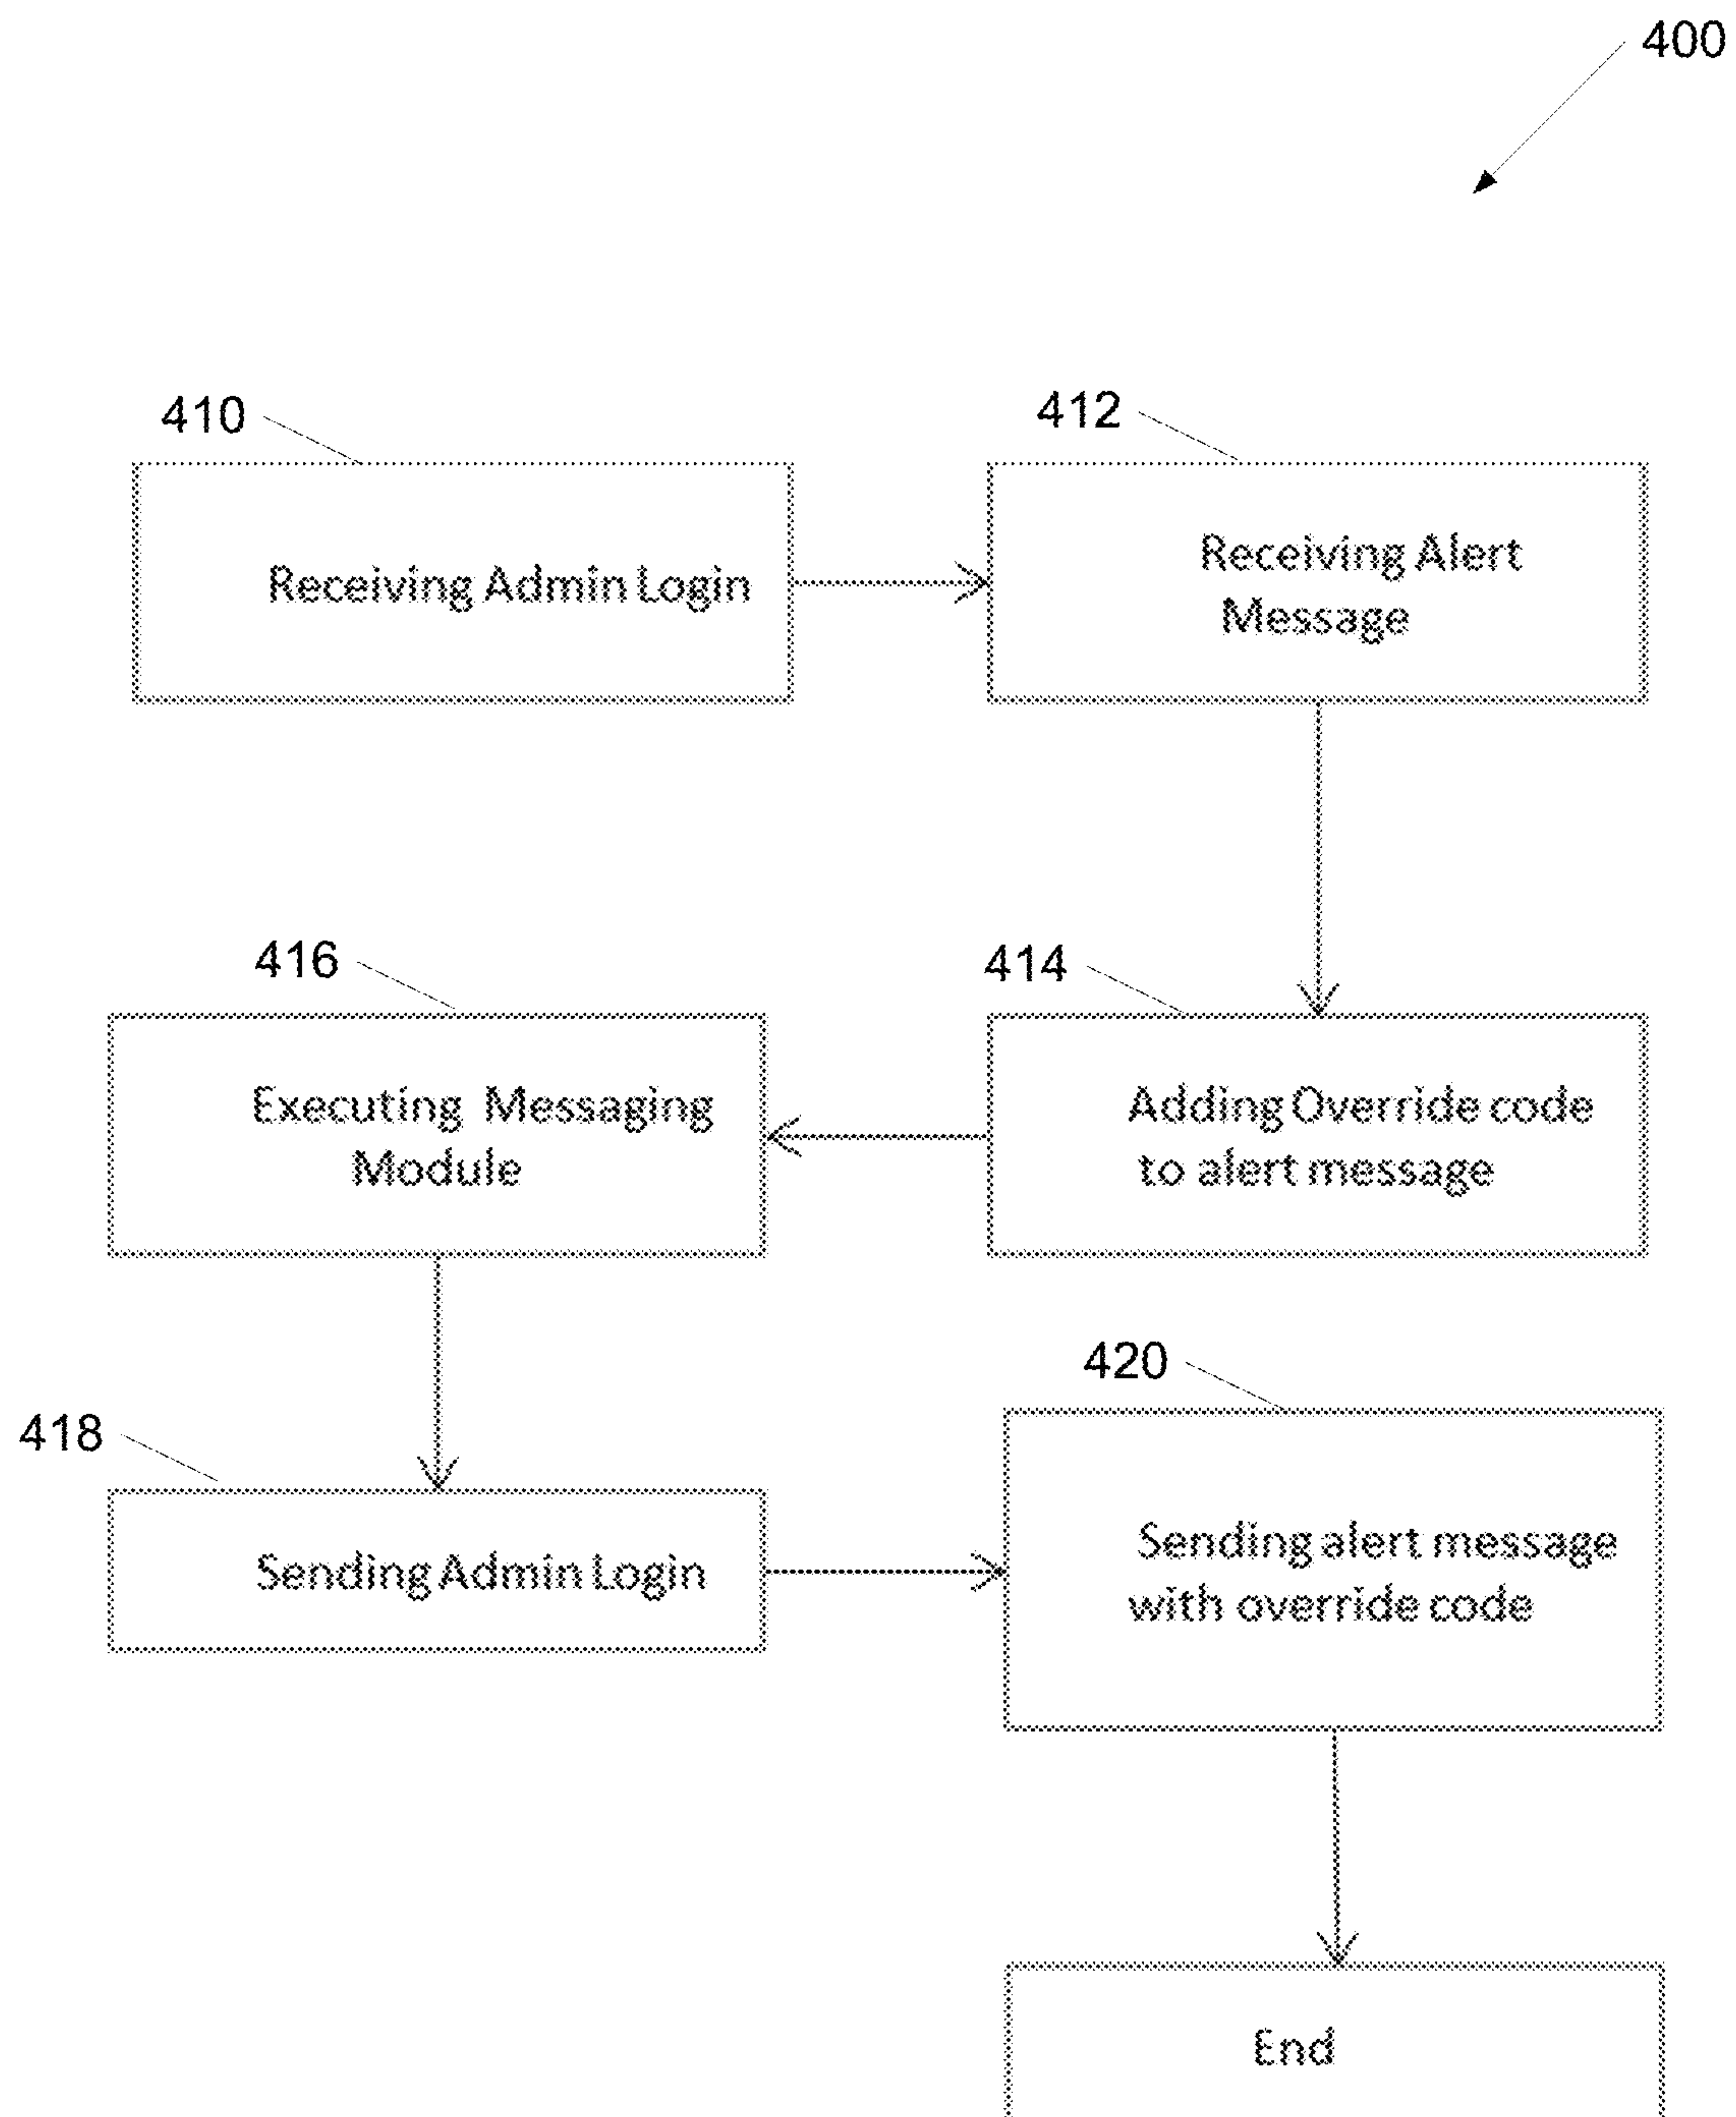 400
410
Receiving Admin Login
412
Receiving Alert
Message
414
Adding Override code
to alert message
416
Executing Messaging
Module
418
Sending Admin Login
420
Sending alert message
with override code
End